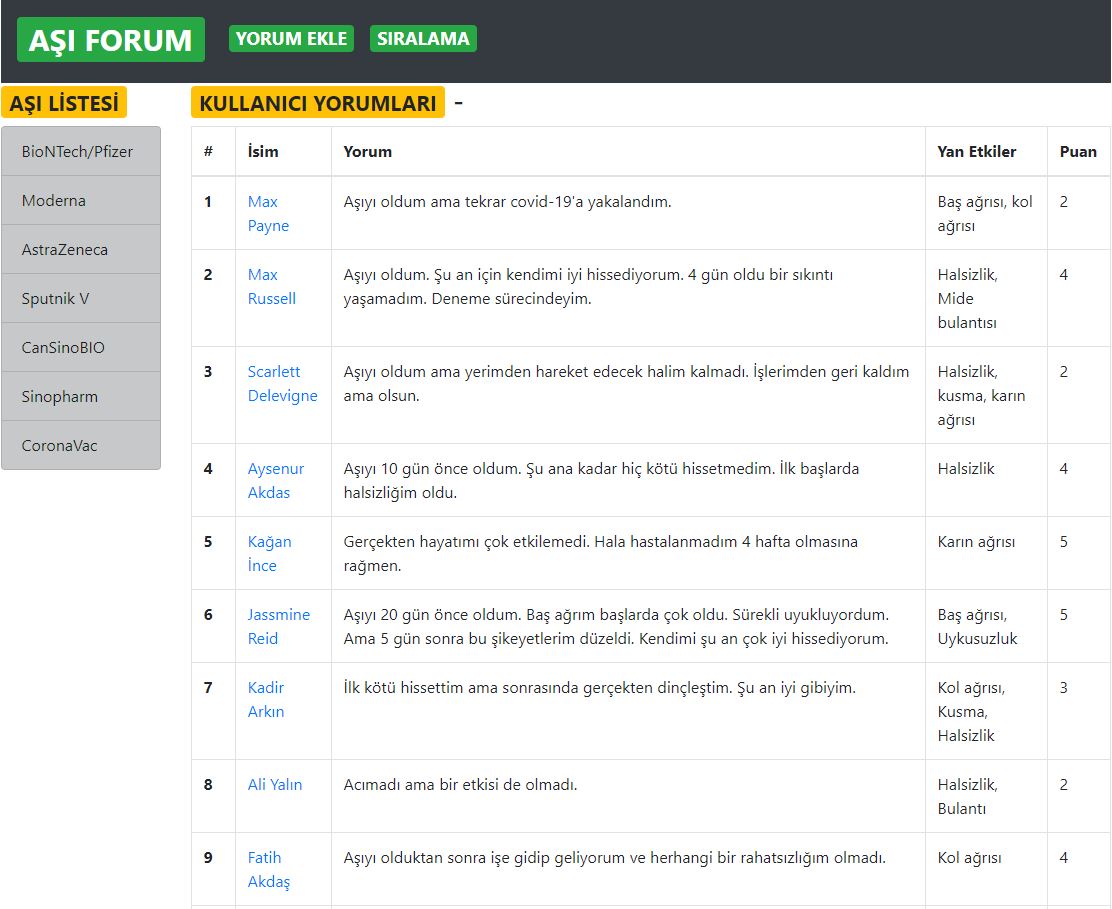 AŞI FORUM YORUM EKLE SIRALAMA
AŞI LİSTESİ
BioNTech/Pfizer
Moderna
AstraZeneca
Sputnik V
CanSinoBIO
Sinopharm
CoronaVac
KULLANICI YORUMLARI -
# İsim Yorum Yan Etkiler Puan
1 Max Aşıyı oldum ama tekrar covid-19'a yakalandım. Baş ağrısı, kol 2
Payne ağrısı
2 Max Aşıyı oldum. Şu an için kendimi iyi hissediyorum. 4 gün oldu bir sıkıntı Halsizlik, 4
Russell yaşamadım. Deneme sürecindeyim. Mide
bulantısı
3 Scarlett Aşıyı oldum ama yerimden hareket edecek halim kalmadı. İşlerimden geri kaldım Halsizlik, 2
Delevigne ama olsun. kusma, karın
ağrısı
4 Aysenur Aşıyı 10 gün önce oldum. Şu ana kadar hiç kötü hissetmedim. İlk başlarda Halsizlik 4
Akdas halsizliğim oldu.
5 Kağan Gerçekten hayatımı çok etkilemedi. Hala hastalanmadım 4 hafta olmasına Karın ağrısı 5
İnce rağmen.
6 Jassmine Aşıyı 20 gün önce oldum. Baş ağrım başlarda çok oldu. Sürekli uyukluyordum. Baş ağrısı, 5
Reid Ama 5 gün sonra bu şikeyetlerim düzeldi. Kendimi şu an çok iyi hissediyorum. Uykusuzluk
7 Kadir İlk kötü hissettim ama sonrasında gerçekten dinçleştim. Şu an iyi gibiyim. Kol ağrısı, 3
Arkın Kusma,
Halsizlik
8 Ali Yalın Acımadı ama bir etkisi de olmadı. Halsizlik, 2
Bulantı
9 Fatih Aşıyı olduktan sonra işe gidip geliyorum ve herhangi bir rahatsızlığım olmadı. Kol ağrısı 4
Akdaş